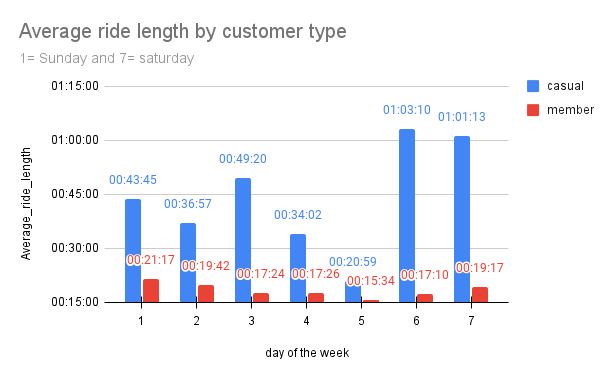 Average ride length by customer type
1= Sunday and 7= saturday
casual
member
Average_ride_length
01:15:00
01:00:00
00:45:00
00:30:00
00:15:00
00:43:45
00:36:57
00:49:20
00:34:02
00:20:59
01:03:10
01:01:13
00:21:17
00:19:42
00:17:24
00:17:26
00:15:34
00:17:10
00:19:17
1 2 3 4 5 6 7
day of the week